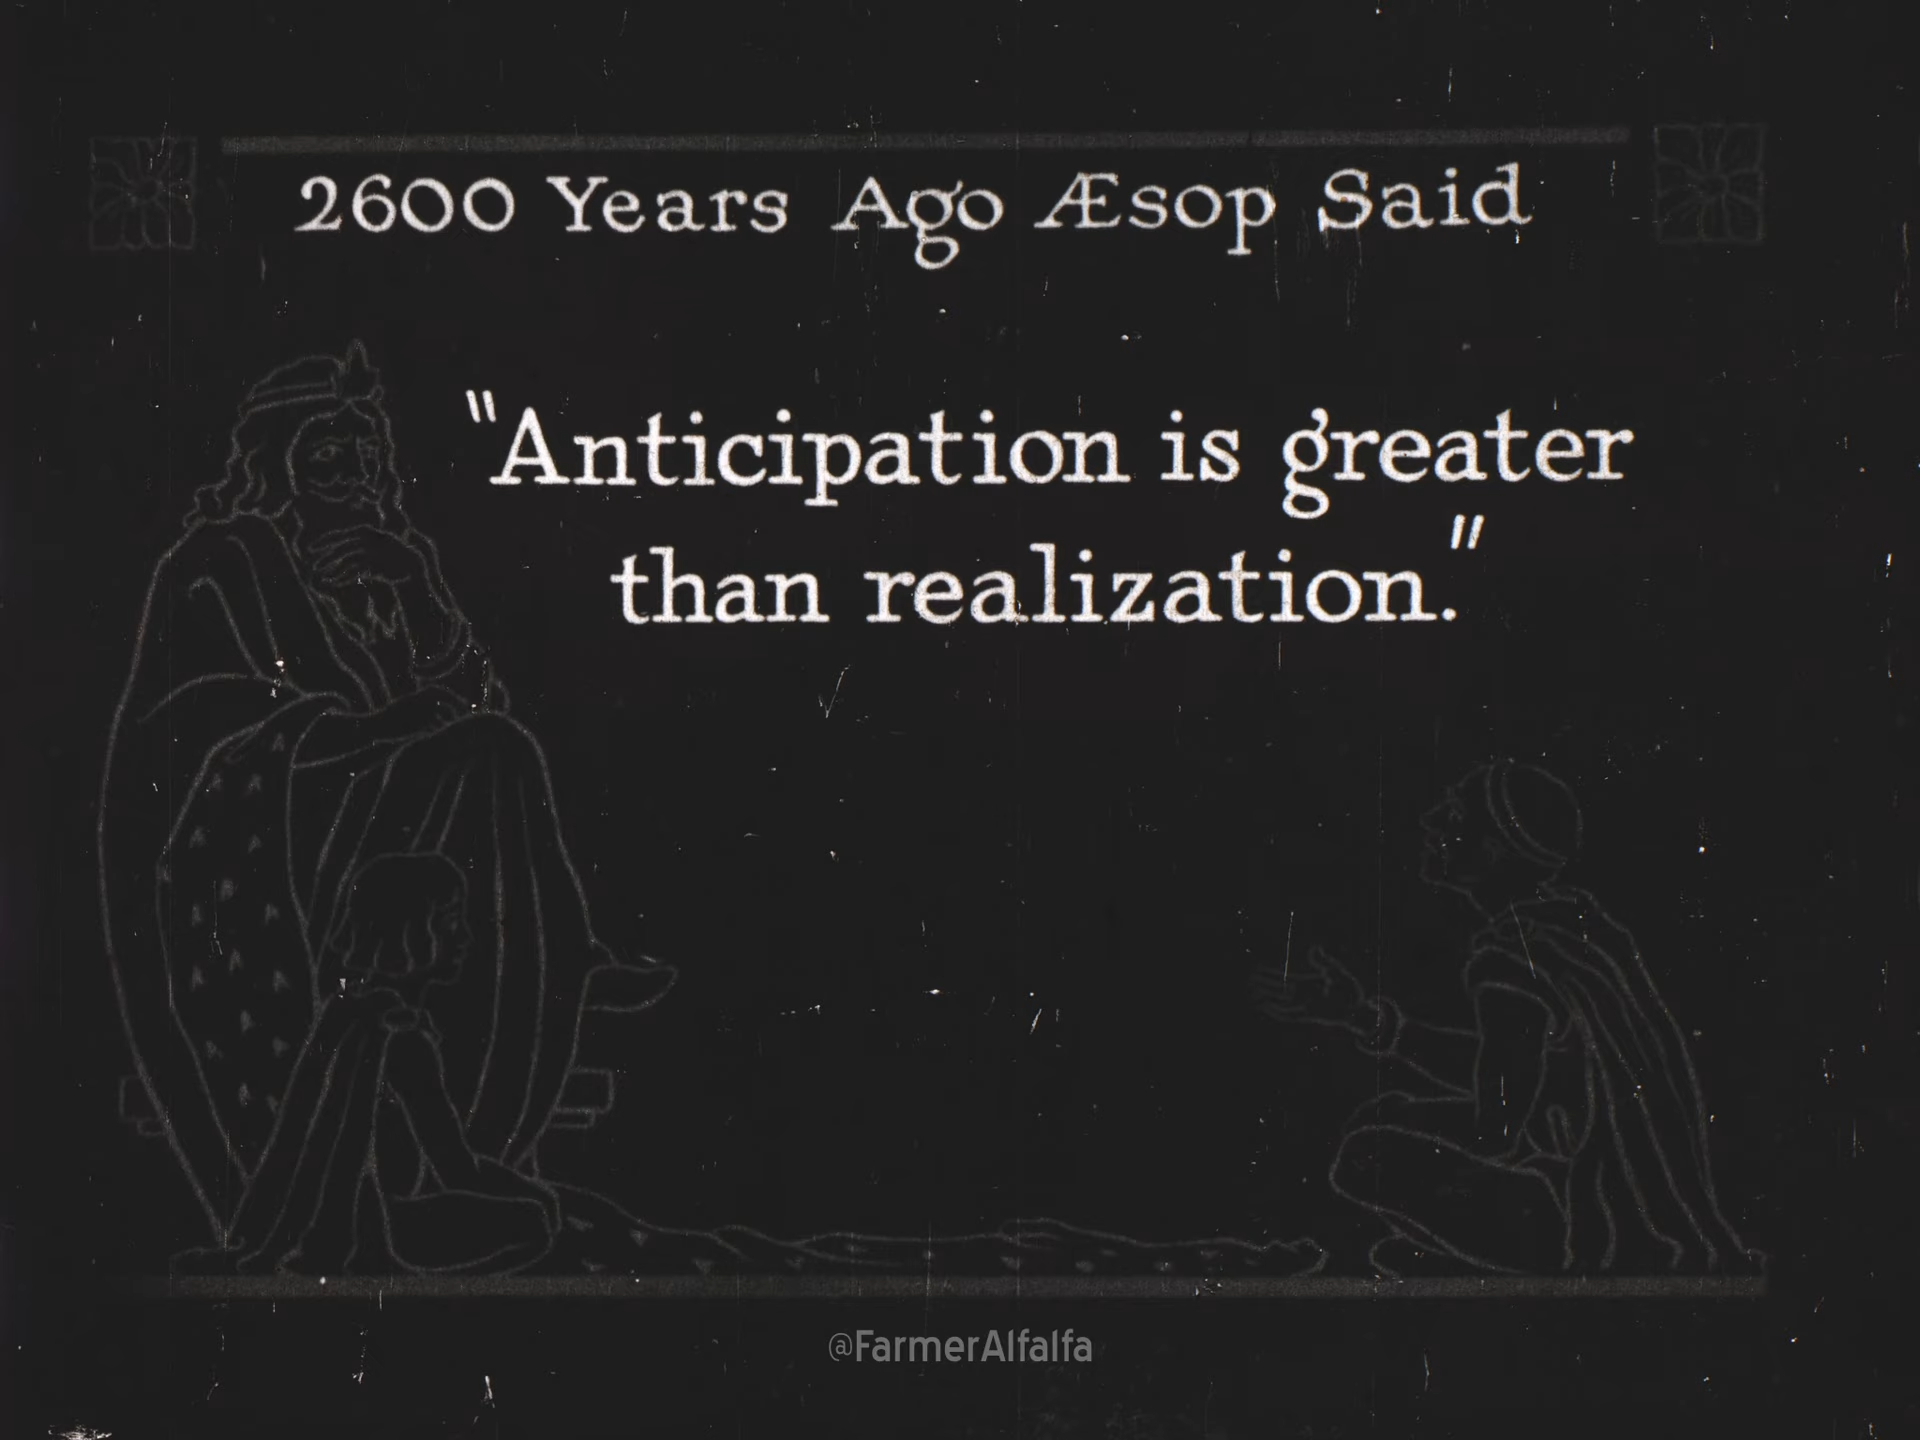 2600 Years Ago Æsop Said
"Anticipation is greater
than realization."
@FarmerAlfalfa